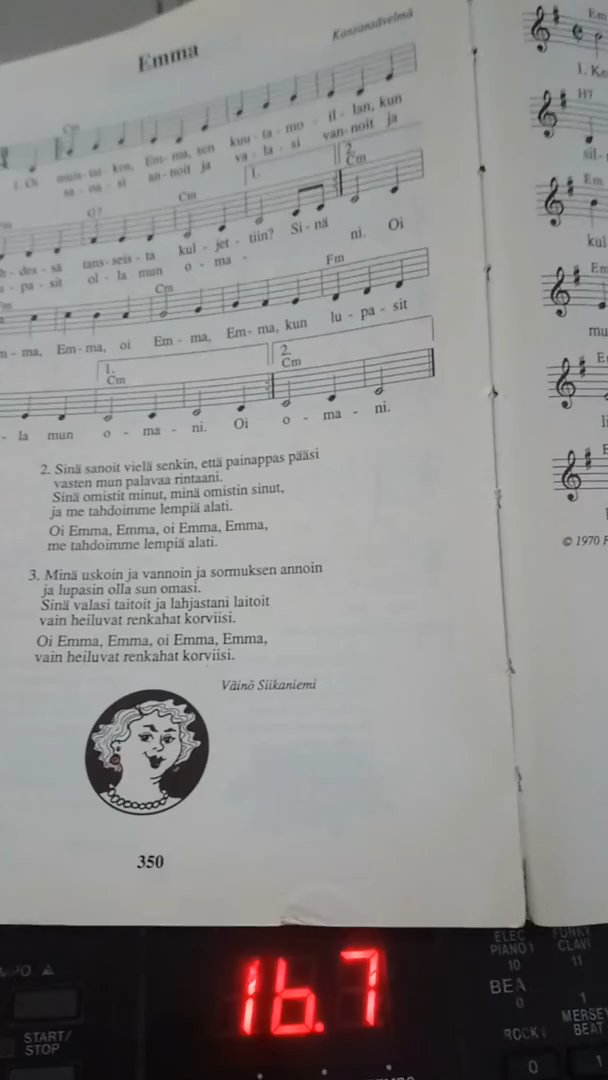 Emma
Kansansävelmä
Em
Cm
1. Oi muis-tat-kos, Em-ma, sen kuu-ta-mo-il-lan, kun
sa-na-si an-noit ja va-la-si van-noit ja
1. Ke
H7
G7 Cm 1. 2. Cm
des-sä tans-seis-ta kul-jet-tiin? Si-nä ni. Oi
pa-sit ol-la mun o-ma-
sil-
Em
Cm Fm
ma, Em-ma, oi Em-ma, Em-ma, kun lu-pa-sit
kul
Em
mu
1. Cm 2. Cm
la mun o-ma-ni. Oi o-ma-ni.
li
2. Sinä sanoit vielä senkin, että painappas pääsi
vasten mun palavaa rintaani.
Sinä omistit minut, minä omistin sinut,
ja me tahdoimme lempiä alati.
Oi Emma, Emma, oi Emma, Emma,
me tahdoimme lempiä alati.
© 1970
3. Minä uskoin ja vannoin ja sormuksen annoin
ja lupasin olla sun omasi.
Sinä valasi taitoit ja lahjastani laitoit
vain heiluvat renkahat korviisi.
Oi Emma, Emma, oi Emma, Emma,
vain heiluvat renkahat korviisi.
Väinö Siikaniemi
350
16.7
START/
STOP
ELEC
PIANO 1
10
FUNKY
CLAVI
11
BEA
0
1
ROCK 1
MERSEY
BEAT
0
1